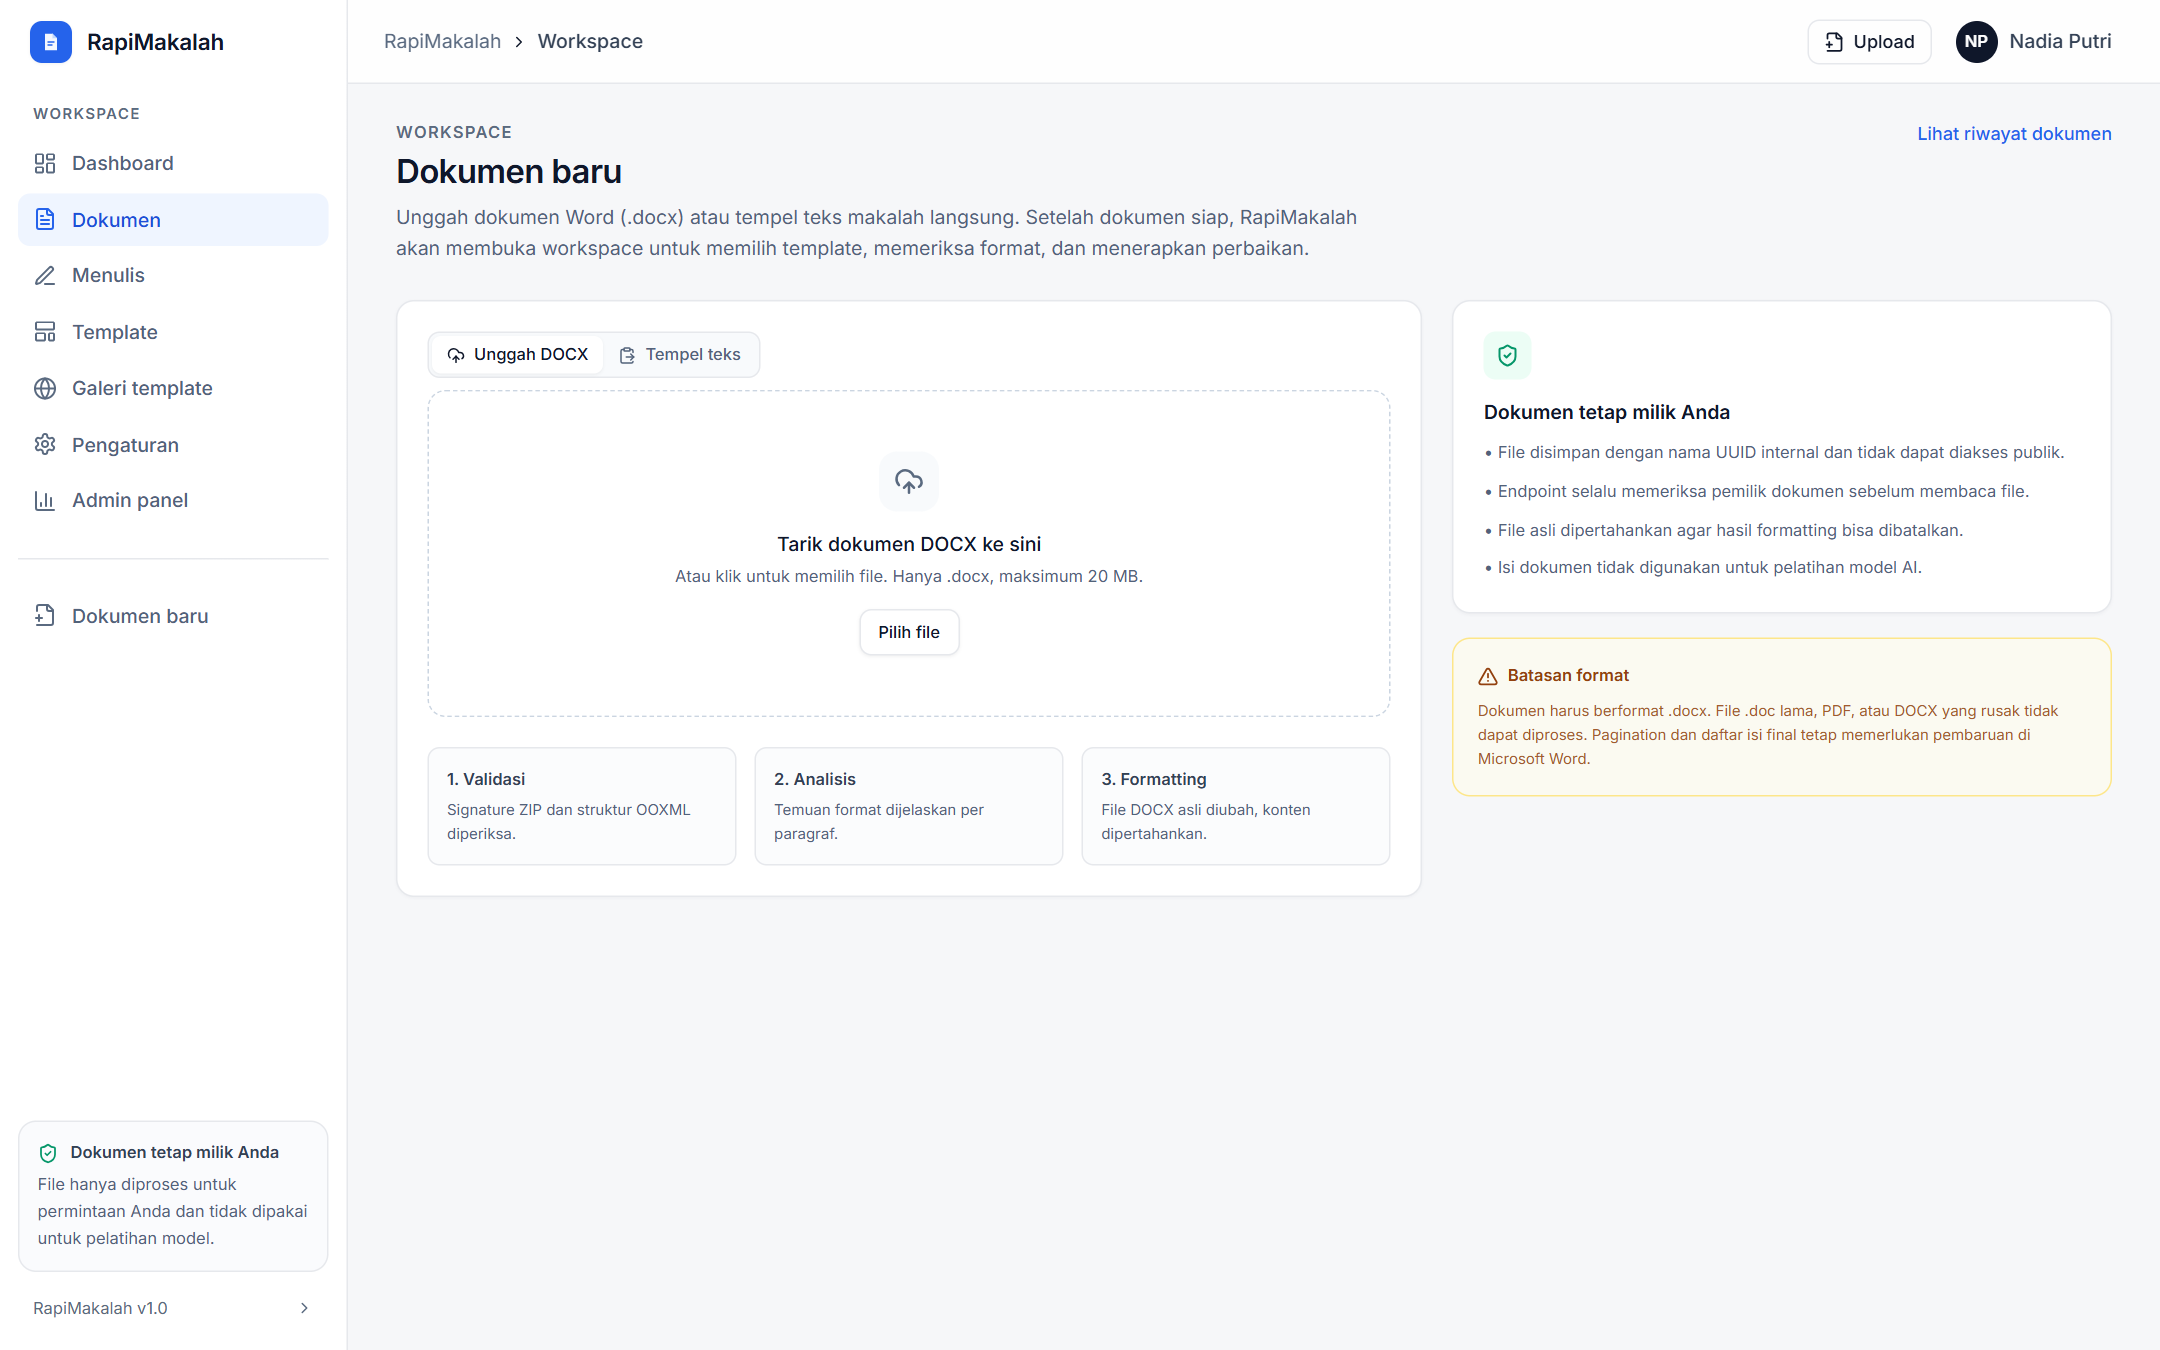 RapiMakalah
WORKSPACE
Dashboard
Dokumen
Menulis
Template
Galeri template
Pengaturan
Admin panel
Dokumen baru
Dokumen tetap milik Anda
File hanya diproses untuk
permintaan Anda dan tidak dipakai
untuk pelatihan model.
RapiMakalah v1.0
RapiMakalah > Workspace
Upload
NP Nadia Putri
WORKSPACE
Dokumen baru
Unggah dokumen Word (.docx) atau tempel teks makalah langsung. Setelah dokumen siap, RapiMakalah
akan membuka workspace untuk memilih template, memeriksa format, dan menerapkan perbaikan.
Lihat riwayat dokumen
Unggah DOCX
Tempel teks
Tarik dokumen DOCX ke sini
Atau klik untuk memilih file. Hanya .docx, maksimum 20 MB.
Pilih file
1. Validasi
Signature ZIP dan struktur OOXML
diperiksa.
2. Analisis
Temuan format dijelaskan per
paragraf.
3. Formatting
File DOCX asli diubah, konten
dipertahankan.
Dokumen tetap milik Anda
• File disimpan dengan nama UUID internal dan tidak dapat diakses publik.
• Endpoint selalu memeriksa pemilik dokumen sebelum membaca file.
• File asli dipertahankan agar hasil formatting bisa dibatalkan.
• Isi dokumen tidak digunakan untuk pelatihan model AI.
Batasan format
Dokumen harus berformat .docx. File .doc lama, PDF, atau DOCX yang rusak tidak
dapat diproses. Pagination dan daftar isi final tetap memerlukan pembaruan di
Microsoft Word.